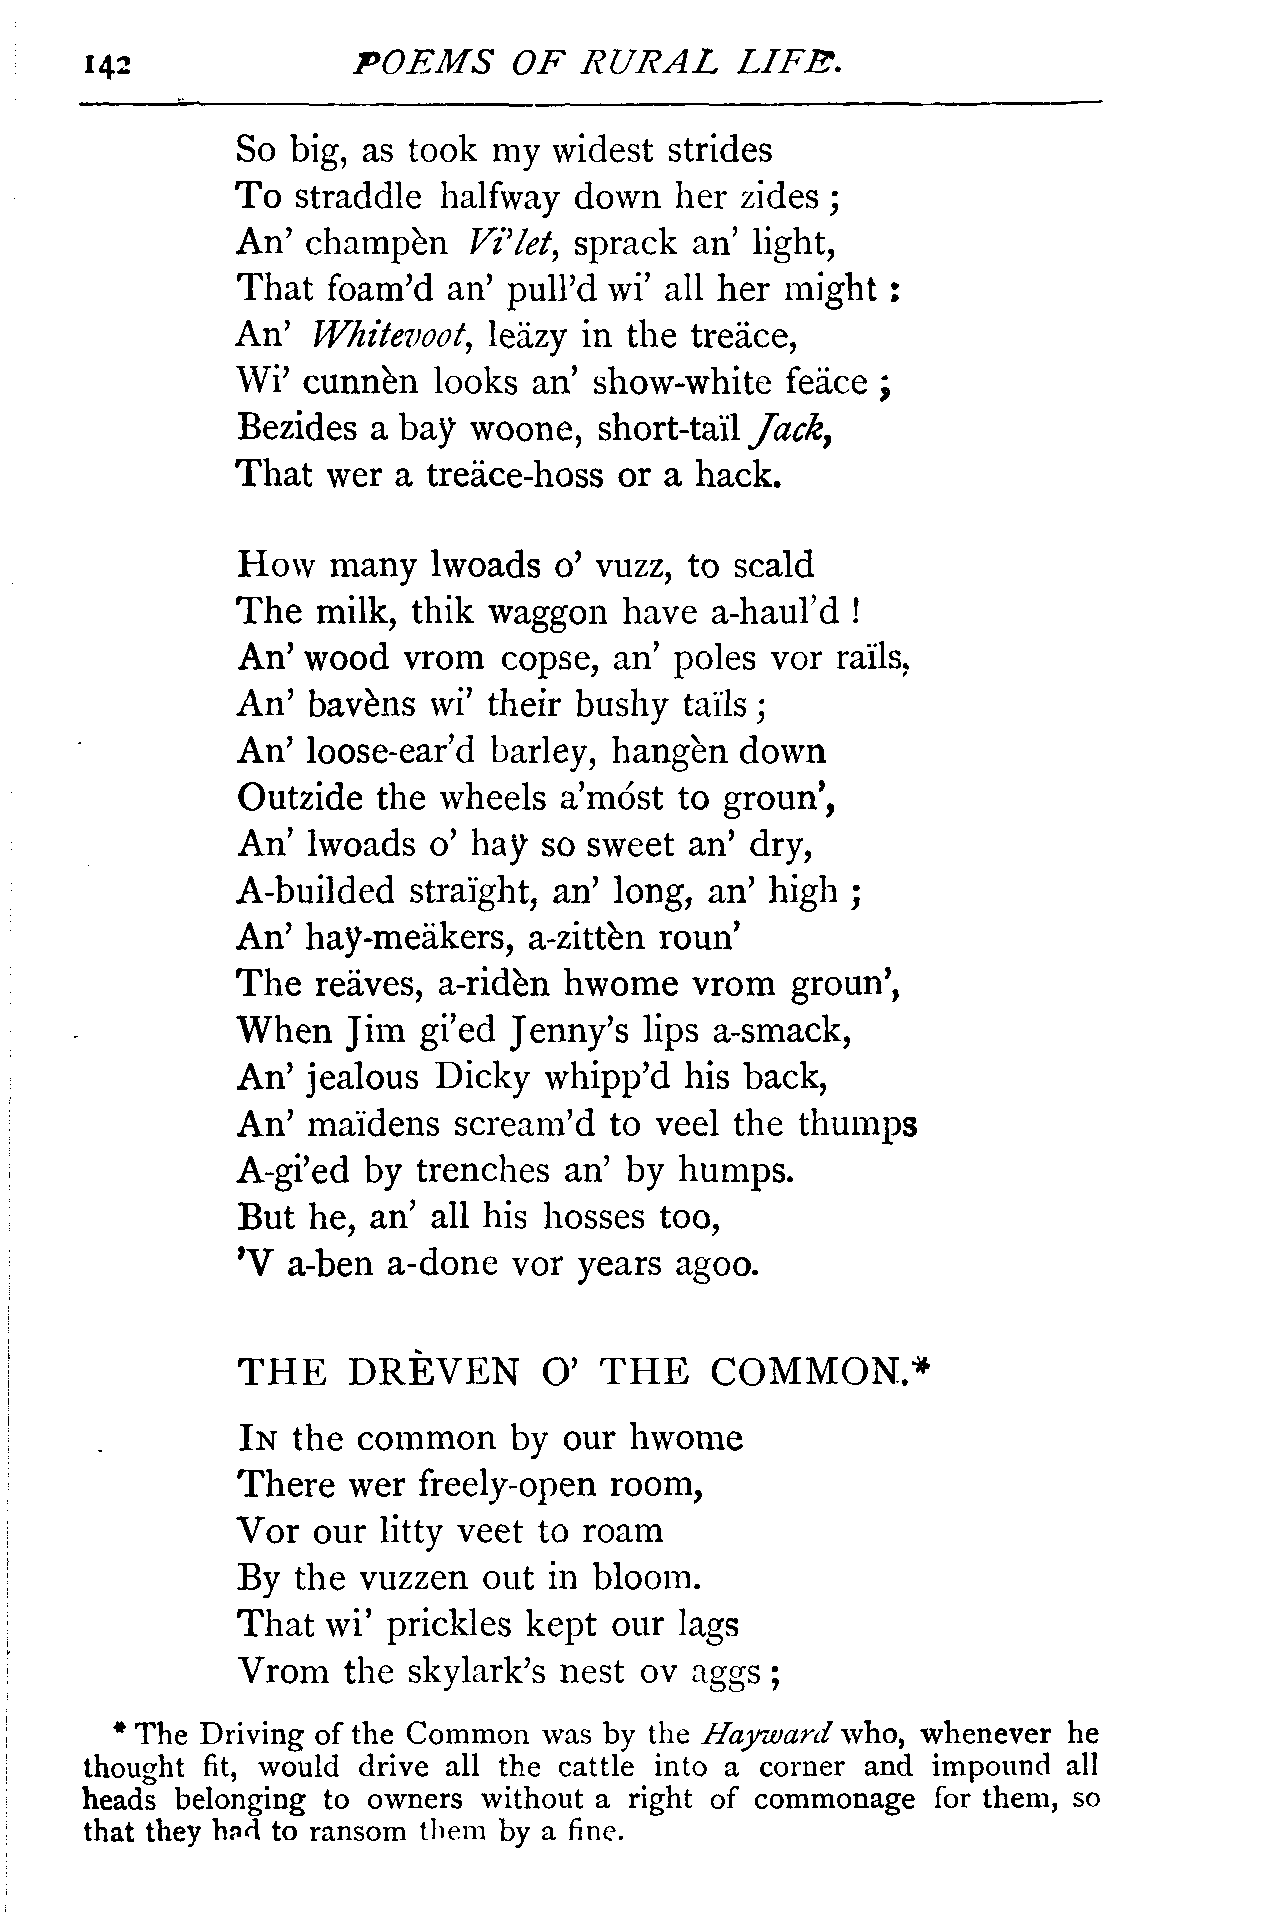 142 POEMS OF RURAL LIFE.
So big, as took my widest strides
To straddle halfway down her zides ;
An' champèn Vi'let, sprack an' light,
That foam'd an' pull'd wi' all her might :
An' Whitevoot, leäzy in the treäce,
Wi' cunnèn looks an' show-white feäce ;
Bezides a baÿ woone, short-taïl Jack,
That wer a treäce-hoss or a hack.
How many lwoads o' vuzz, to scald
The milk, thik waggon have a-haul'd !
An' wood vrom copse, an' poles vor raïls,
An' bavèns wi' their bushy taïls ;
An' loose-ear'd barley, hangèn down
Outzide the wheels a'móst to groun',
An' lwoads o' haÿ so sweet an' dry,
A-builded straïght, an' long, an' high ;
An' haÿ-meäkers, a-zittèn roun'
The reäves, a-ridèn hwome vrom groun',
When Jim gi'ed Jenny's lips a-smack,
An' jealous Dicky whipp'd his back,
An' maïdens scream'd to veel the thumps
A-gi'ed by trenches an' by humps.
But he, an' all his hosses too,
'V a-ben a-done vor years agoo.
THE DRÈVEN O' THE COMMON.*
IN the common by our hwome
There wer freely-open room,
Vor our litty veet to roam
By the vuzzen out in bloom.
That wi' prickles kept our lags
Vrom the skylark's nest ov aggs ;
* The Driving of the Common was by the Hayward who, whenever he
thought fit, would drive all the cattle into a corner and impound all
heads belonging to owners without a right of commonage for them, so
that they had to ransom them by a fine.